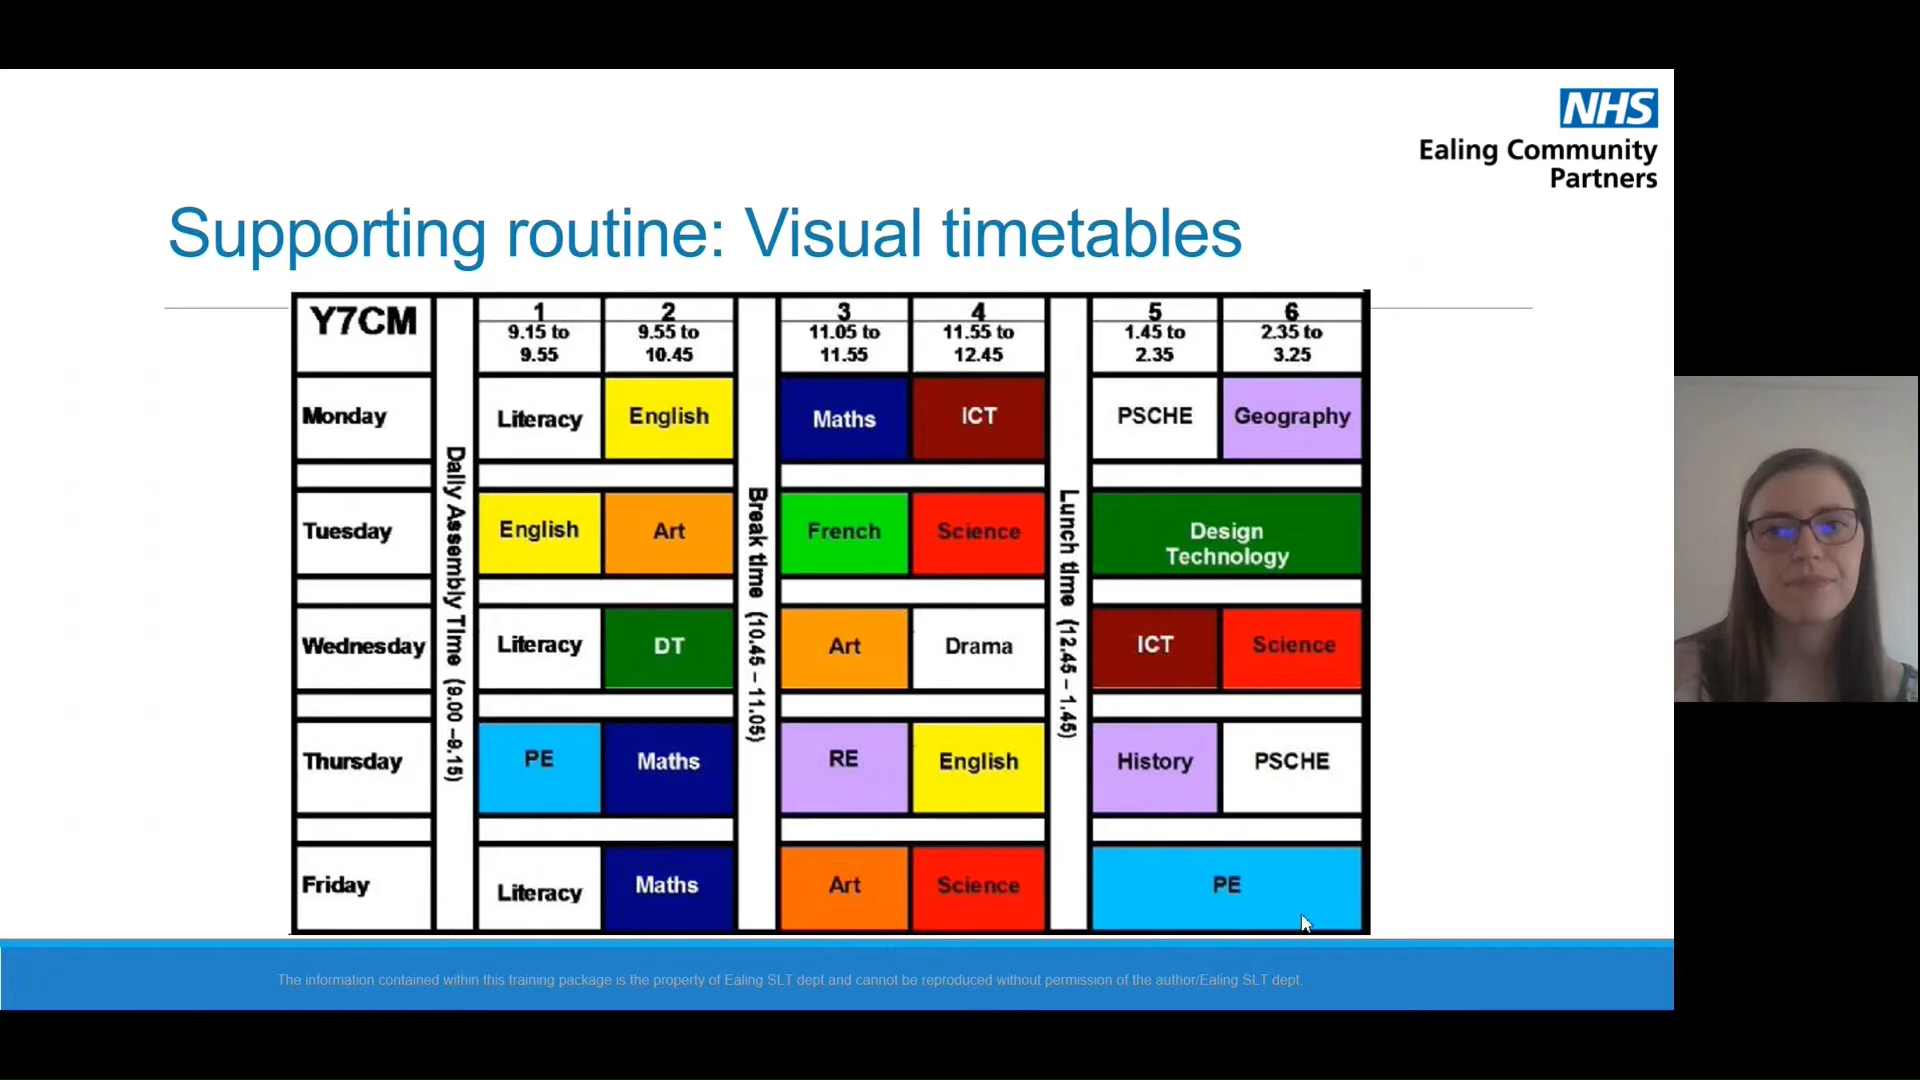 NHS
Ealing Community
Partners
Supporting routine: Visual timetables
Y7CM
Daily Assembly Time (9.00 –9.15)
1
9.15 to
9.55
2
9.55 to
10.45
Break time (10.45 – 11.05)
3
11.05 to
11.55
4
11.55 to
12.45
Lunch time (12.45 – 1.45)
5
1.45 to
2.35
6
2.35 to
3.25
Monday
Literacy
English
Maths
ICT
PSCHE
Geography
Tuesday
English
Art
French
Science
Design
Technology
Wednesday
Literacy
DT
Art
Drama
ICT
Science
Thursday
PE
Maths
RE
English
History
PSCHE
Friday
Literacy
Maths
Art
Science
PE
The information contained within this training package is the property of Ealing SLT dept and cannot be reproduced without permission of the author/Ealing SLT dept.